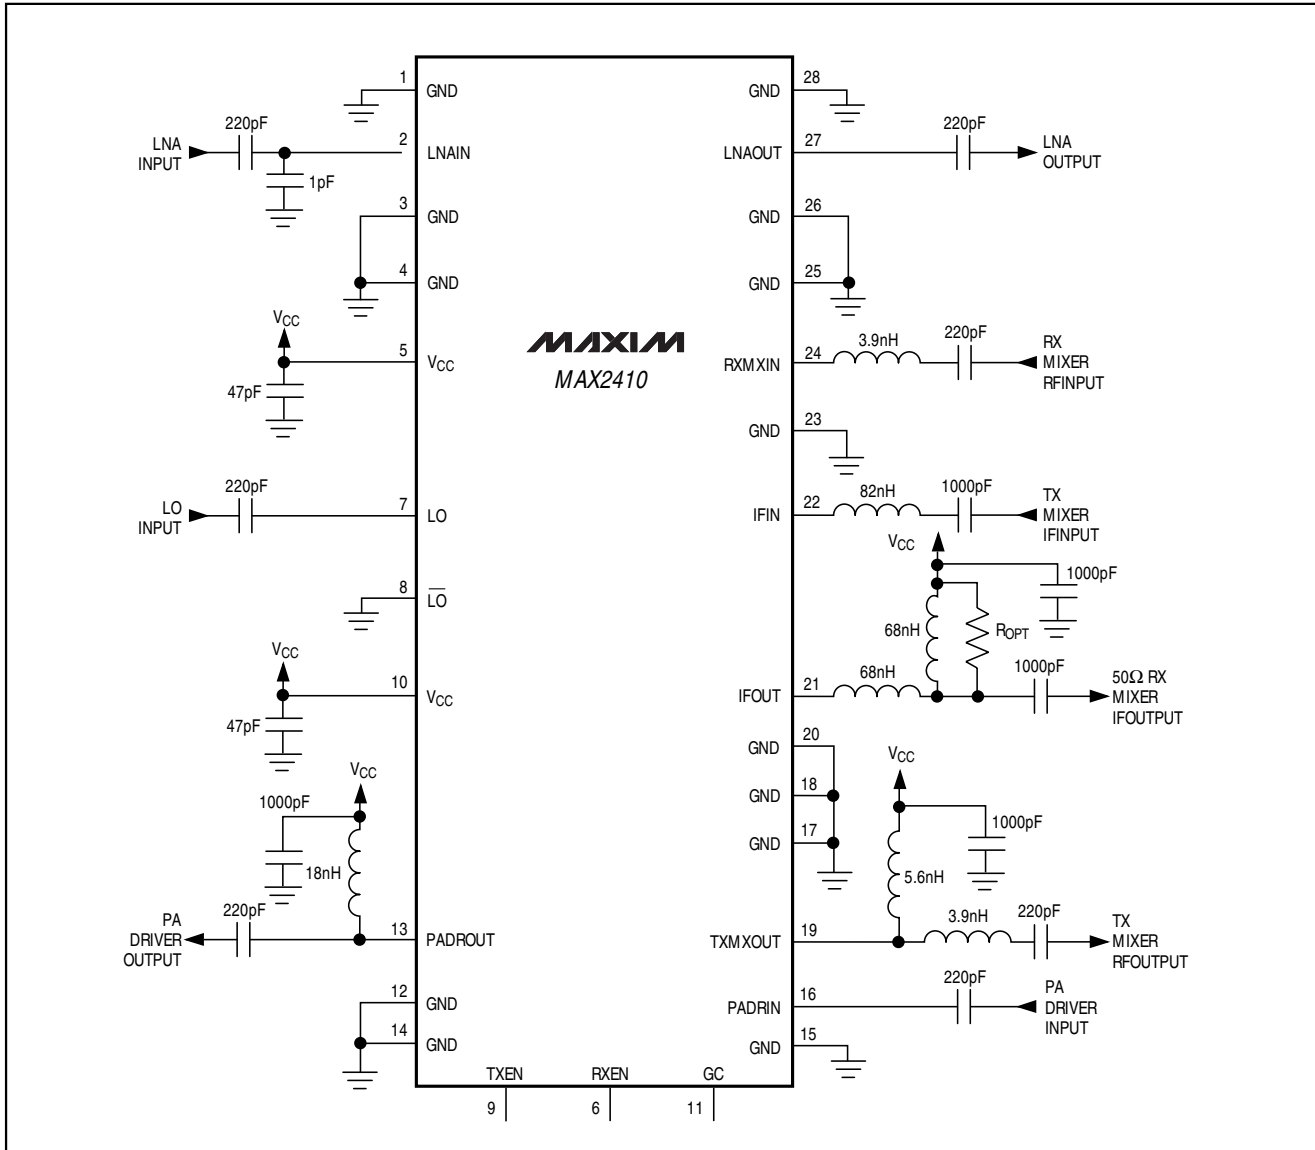 1
GND
220pF
LNA
INPUT
2
LNAIN
1pF
3
GND
4
GND
VCC
5
VCC
47pF
220pF
LO
INPUT
7
LO
8
L̅O̅
VCC
10
VCC
47pF
VCC
1000pF
18nH
PA
DRIVER
OUTPUT
220pF
13
PADROUT
12
GND
14
GND
MAXIM
MAX2410
TXEN
RXEN
GC
9
6
11
28
GND
220pF
LNA
OUTPUT
27
LNAOUT
26
GND
25
GND
3.9nH
220pF
RX
MIXER
RFINPUT
24
RXMXIN
23
GND
82nH
1000pF
TX
MIXER
IFINPUT
22
IFIN
VCC
1000pF
68nH
ROPT
68nH
1000pF
50Ω RX
MIXER
IFOUTPUT
21
IFOUT
20
GND
18
GND
17
GND
VCC
1000pF
5.6nH
3.9nH
220pF
TX
MIXER
RFOUTPUT
19
TXMXOUT
220pF
PA
DRIVER
INPUT
16
PADRIN
15
GND